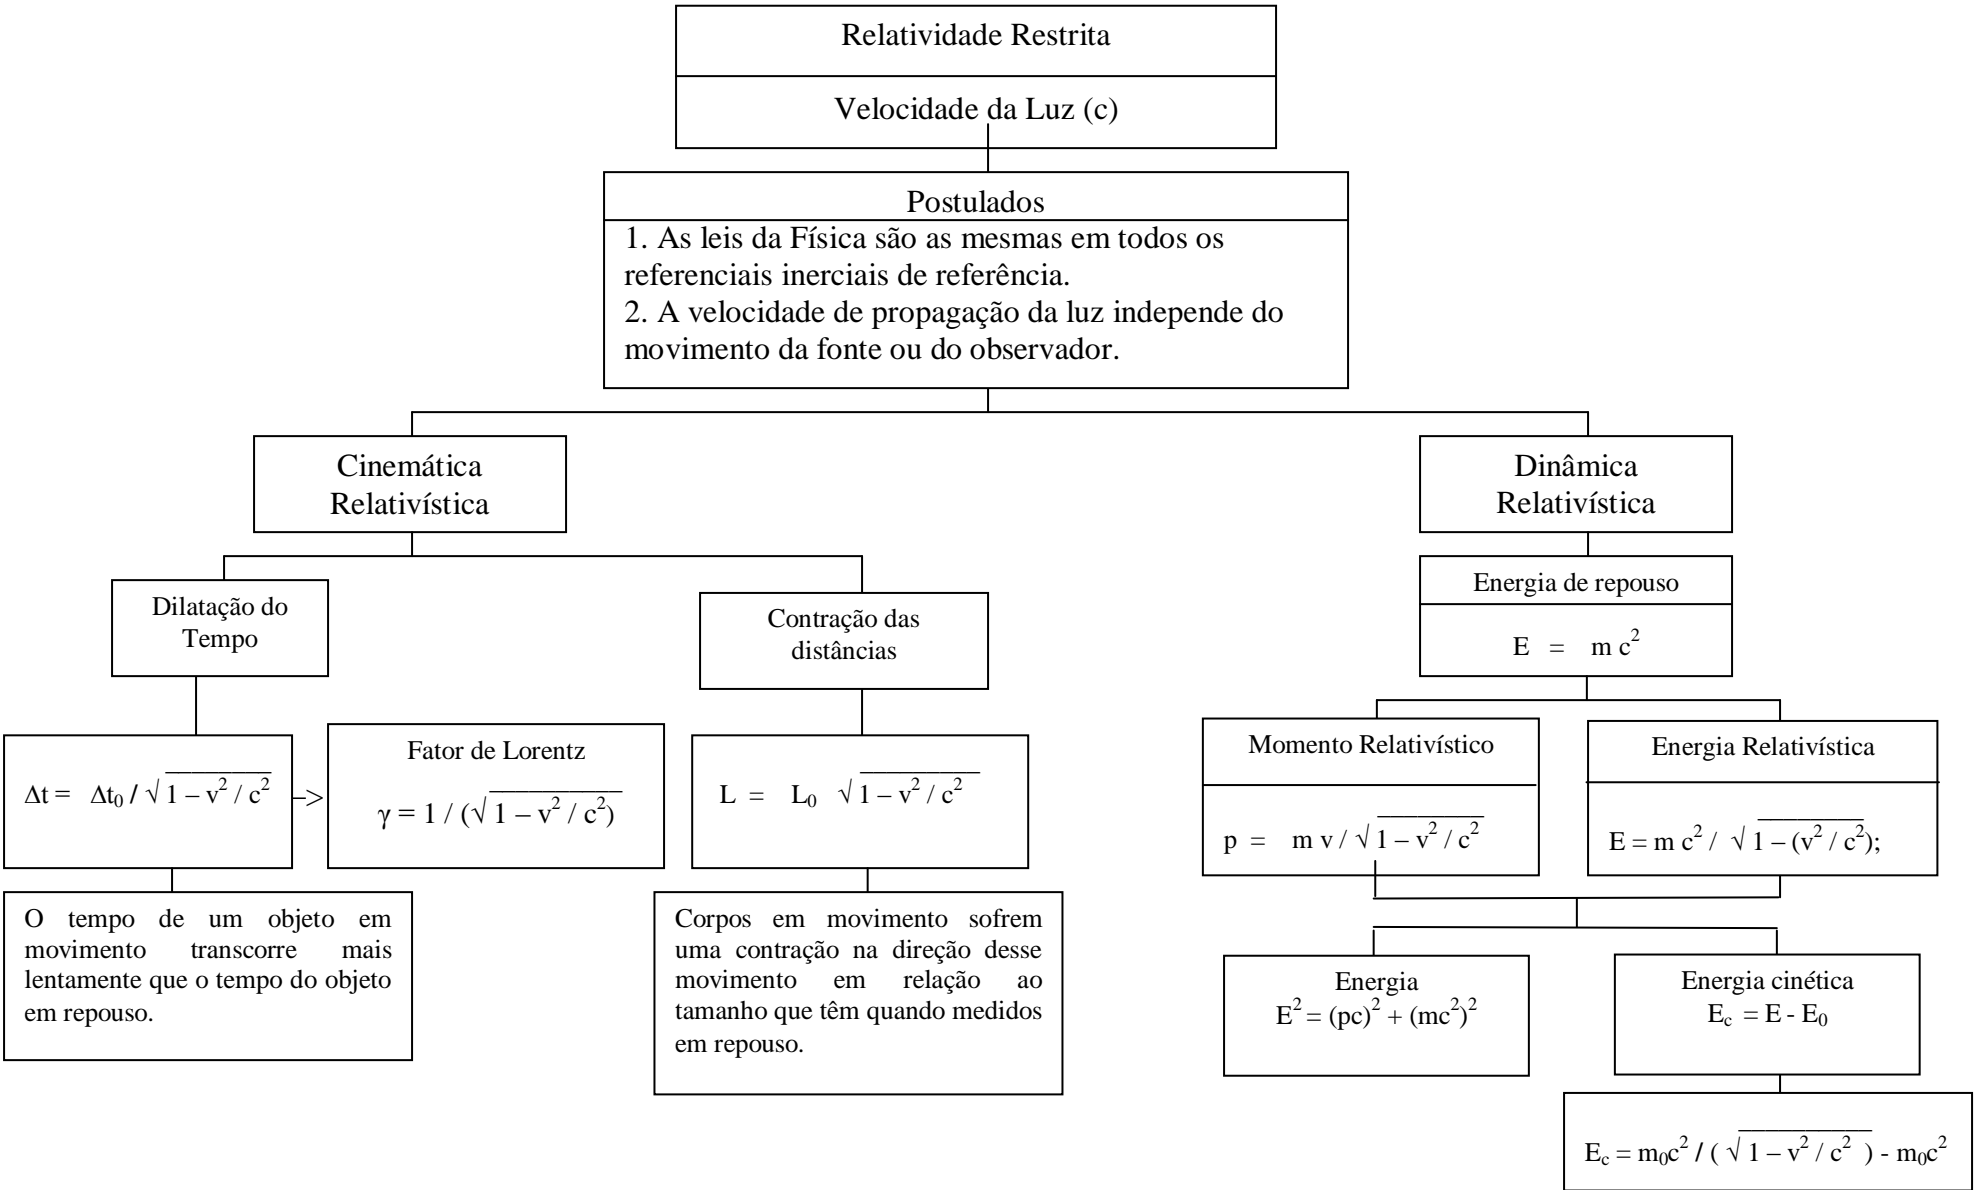 Relatividade Restrita
Velocidade da Luz (c)
Postulados
1. As leis da Física são as mesmas em todos os
referenciais inerciais de referência.
2. A velocidade de propagação da luz independe do
movimento da fonte ou do observador.
Cinemática
Relativística
Dilatação do
Tempo
Δt = Δt₀ / √ 1 – v² / c²
–>
Fator de Lorentz
γ = 1 / (√ 1 – v² / c²)
O tempo de um objeto em
movimento transcorre mais
lentamente que o tempo do objeto
em repouso.
Contração das
distâncias
L = L₀ √ 1 – v² / c²
Corpos em movimento sofrem
uma contração na direção desse
movimento em relação ao
tamanho que têm quando medidos
em repouso.
Dinâmica
Relativística
Energia de repouso
E = m c²
Momento Relativístico
p = m v / √ 1 – v² / c²
Energia Relativística
E = m c² / √ 1 – (v² / c²);
Energia
E² = (pc)² + (mc²)²
Energia cinética
E_c = E - E₀
E_c = m₀c² / ( √ 1 – v² / c² ) - m₀c²